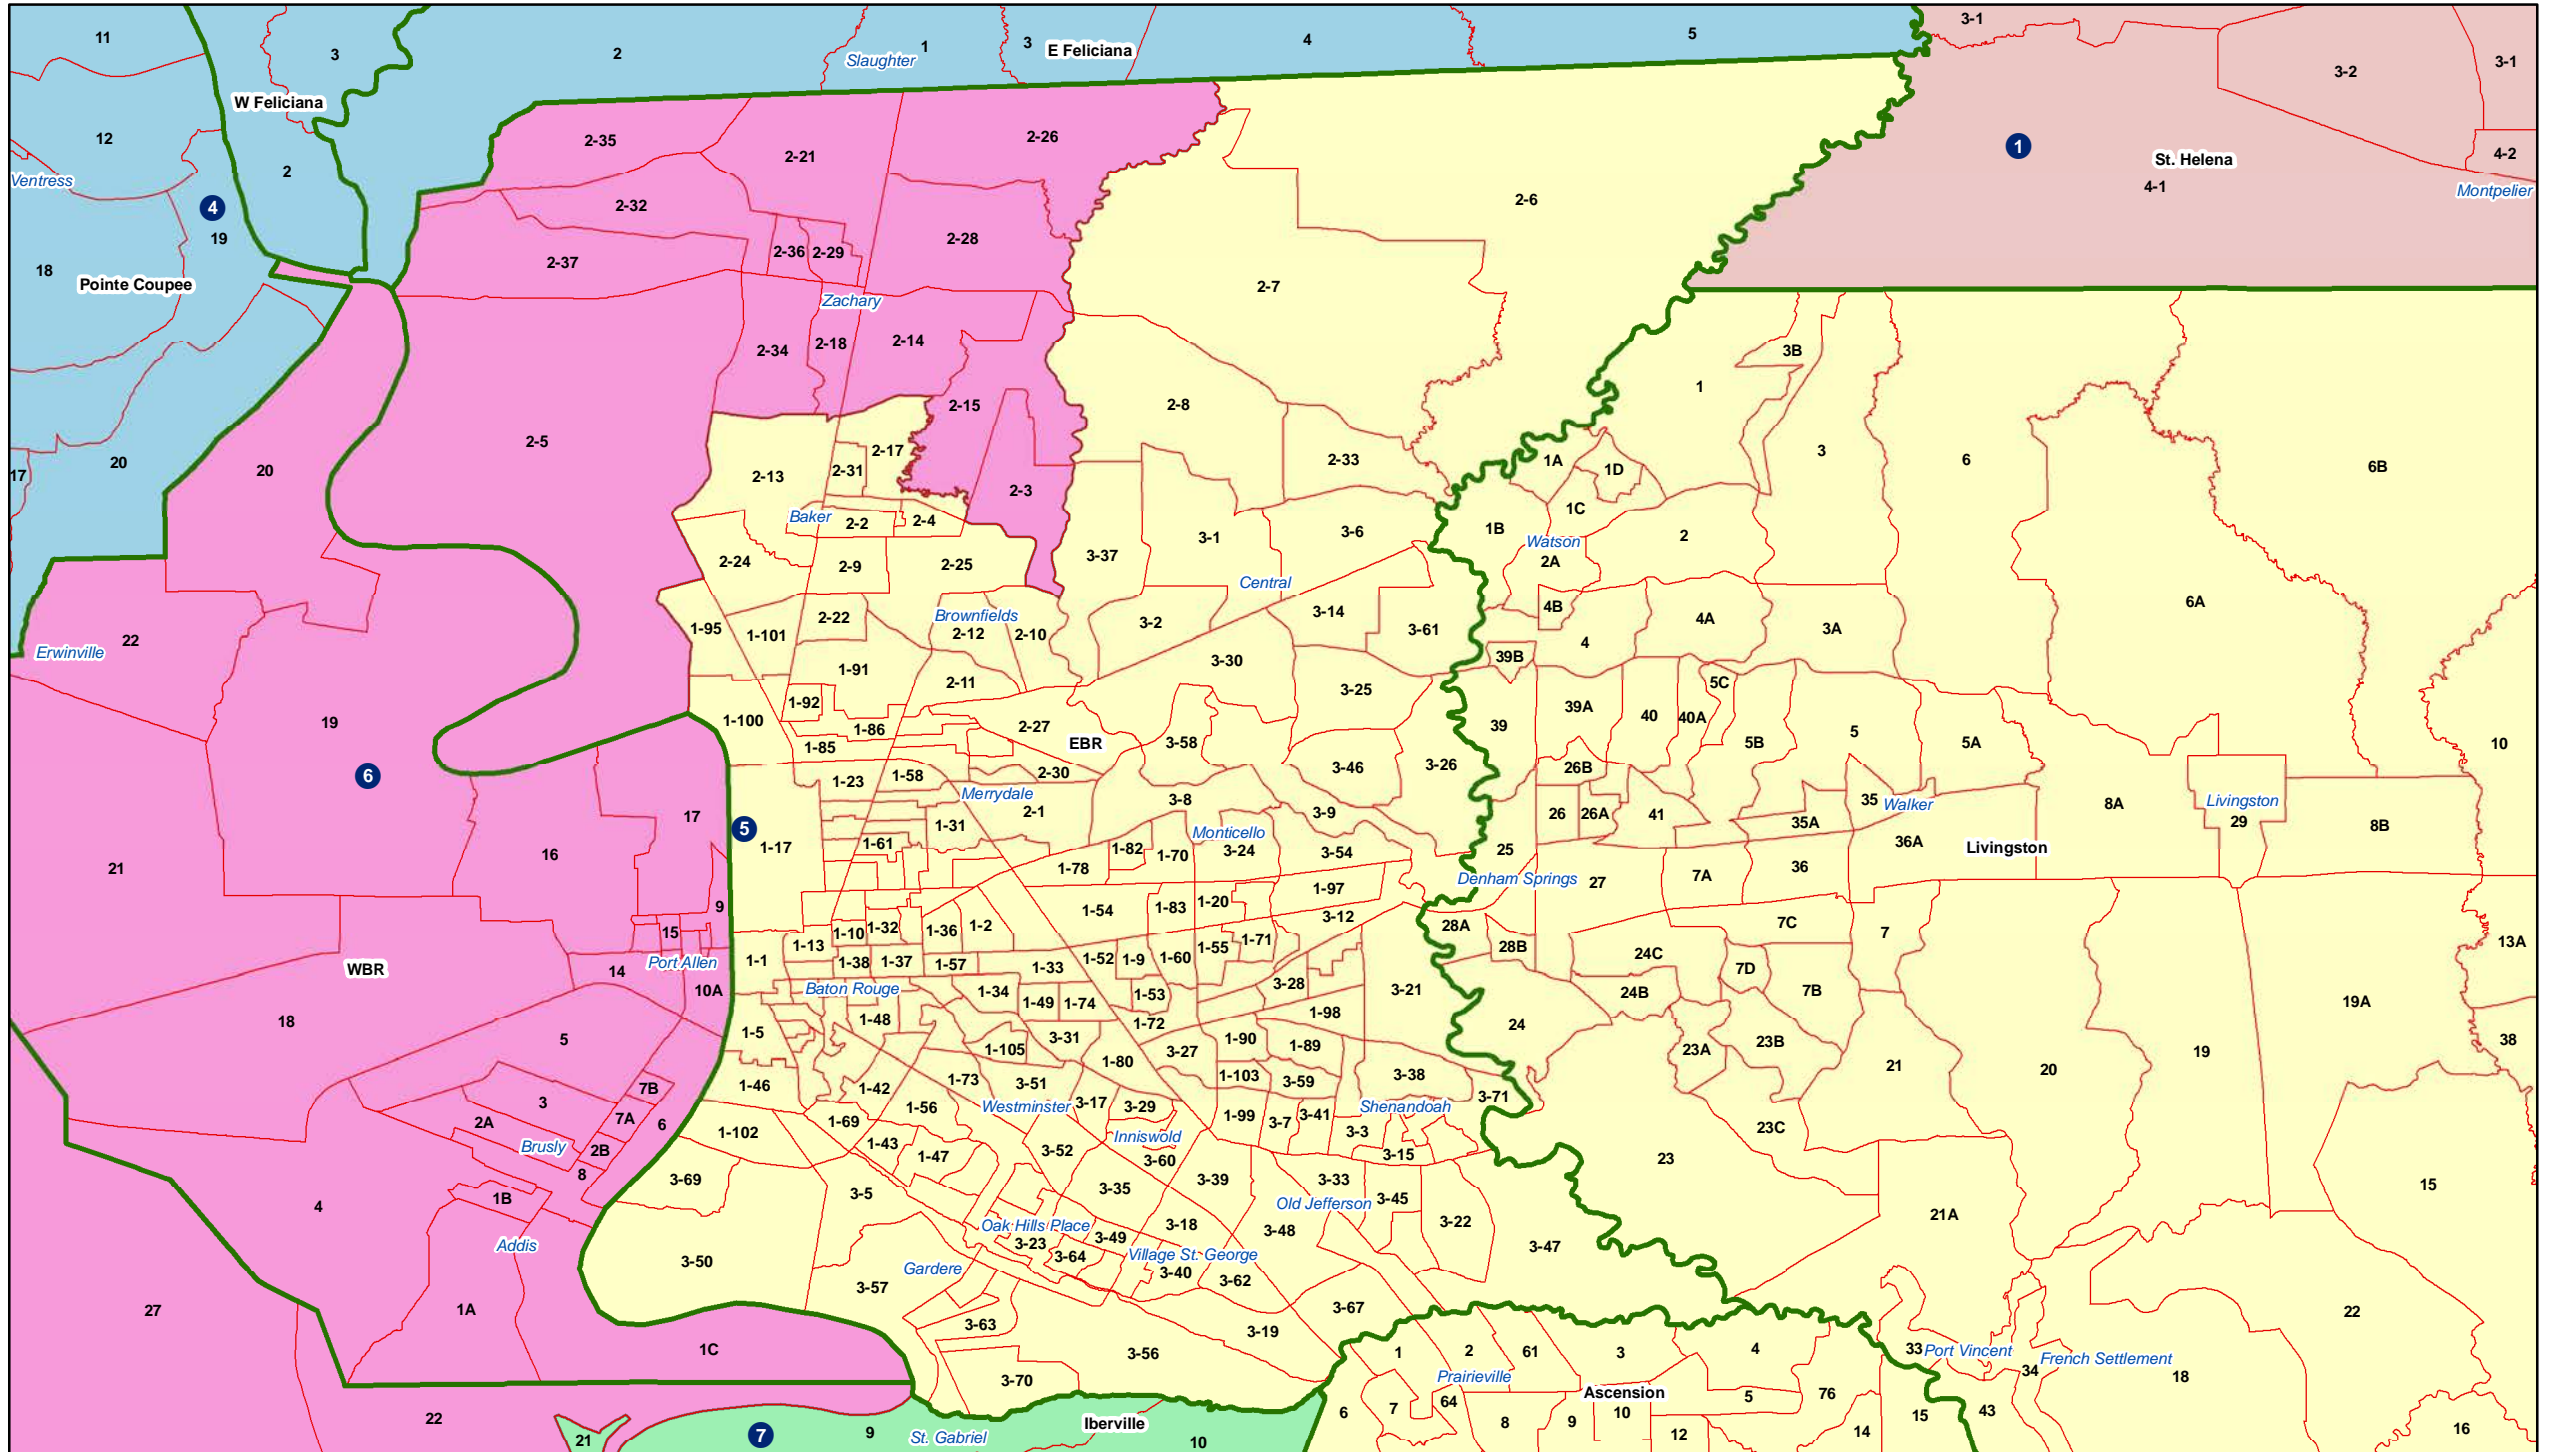 11
3
2
Slaughter
1
3
E Feliciana
4
5
3-1
3-2
3-1
W Feliciana
12
2
2-35
2-21
2-26
1
St. Helena
4-2
4-1
Montpelier
Ventress
4
19
2-32
2-6
18
Pointe Coupee
2-37
2-36
2-29
2-28
2-7
Zachary
2-34
2-18
2-14
3B
1
2-15
2-8
2-5
20
20
17
2-13
2-31
2-17
2-3
2-33
1A
1D
3
6
6B
Baker
2-2
2-4
1C
1B
3-37
3-1
3-6
Watson
2A
2
2-24
2-9
2-25
Central
22
Erwinville
1-95
1-101
2-22
Brownfields
2-12
2-10
3-2
3-14
3-61
4B
4
4A
3A
6A
39B
1-91
2-11
3-30
3-25
5C
19
1-100
1-92
1-86
1-85
2-27
EBR
3-58
39
39A
40
40A
5B
5
5A
10
6
1-23
1-58
2-30
3-46
3-26
26B
Merrydale
2-1
3-8
3-9
26
26A
41
35
Walker
35A
8A
Livingston
29
8B
17
5
1-17
1-31
1-61
Monticello
3-24
1-82
1-70
3-54
25
36A
Livingston
21
16
1-78
1-97
Denham Springs
27
7A
36
9
1-54
1-83
1-20
3-12
28A
7C
15
1-13
1-10
1-32
1-36
1-2
28B
7
13A
WBR
14
Port Allen
1-1
1-38
1-37
1-57
1-33
1-52
1-9
1-60
1-55
1-71
24C
7D
10A
Baton Rouge
1-34
1-49
1-74
1-53
3-28
3-21
24B
7B
19A
18
5
1-5
1-48
1-72
1-98
24
1-105
3-31
1-80
3-27
1-90
1-89
23A
23B
19
38
1-46
1-42
1-73
3-51
1-103
3-59
3-38
3-71
21
20
7B
3
7A
2A
6
Westminster
3-17
3-29
1-99
3-7
3-41
Shenandoah
1-56
1-69
1-102
Brusly
2B
1-43
Inniswold
3-3
23C
1-47
3-52
3-60
3-15
23
8
3-69
3-5
3-35
3-39
3-33
3-45
15
1B
4
Old Jefferson
21A
Oak Hills Place
3-18
3-48
3-22
Addis
3-23
3-49
3-64
Village St. George
3-47
3-50
Gardere
3-40
3-62
3-57
27
1A
3-67
22
3-63
3-19
1C
3-56
1
2
61
3
4
33
Port Vincent
34
French Settlement
18
Prairieville
3-70
Ascension
5
76
7
64
6
8
9
10
12
14
15
43
16
22
21
7
9
St. Gabriel
Iberville
10